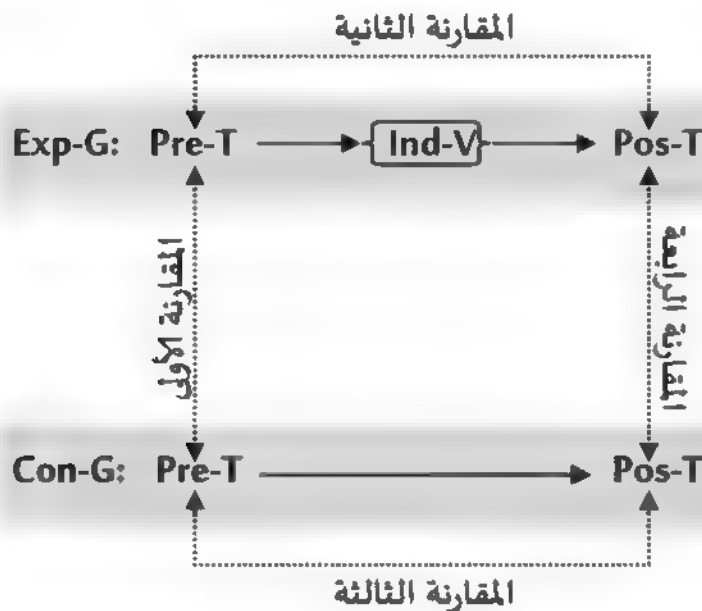 المقارنة الثانية
Exp-G: Pre-T Ind-V Pos-T
المقارنة الأولى
المقارنة الرابعة
Con-G: Pre-T Pos-T
المقارنة الثالثة